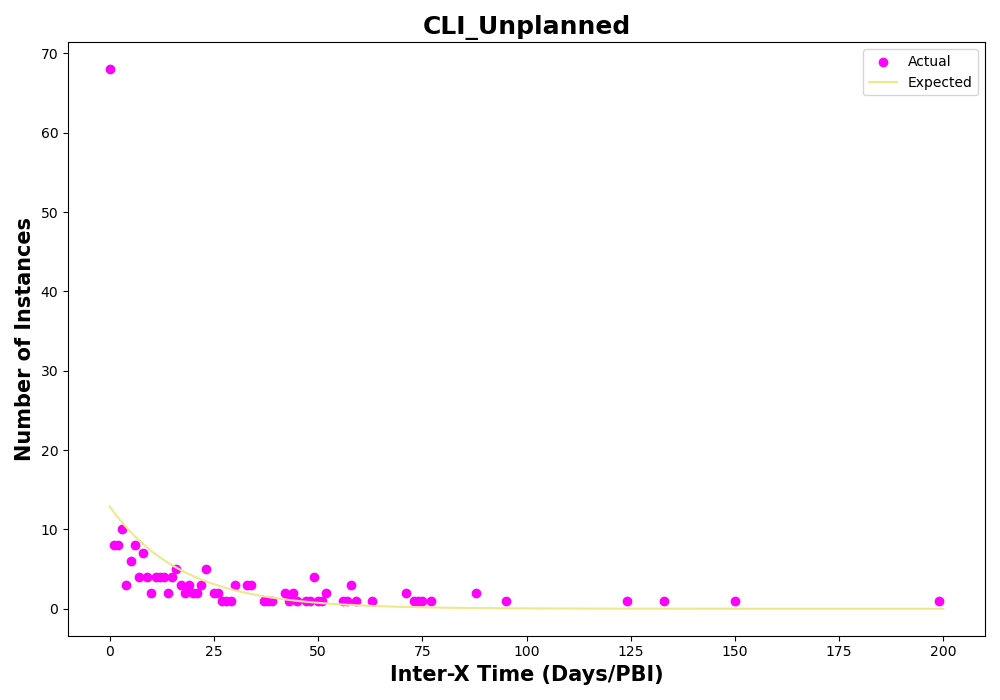 CLI_Unplanned
Actual
Expected
Number of Instances
70
60
50
40
30
20
10
0
0 25 50 75 100 125 150 175 200
Inter-X Time (Days/PBI)